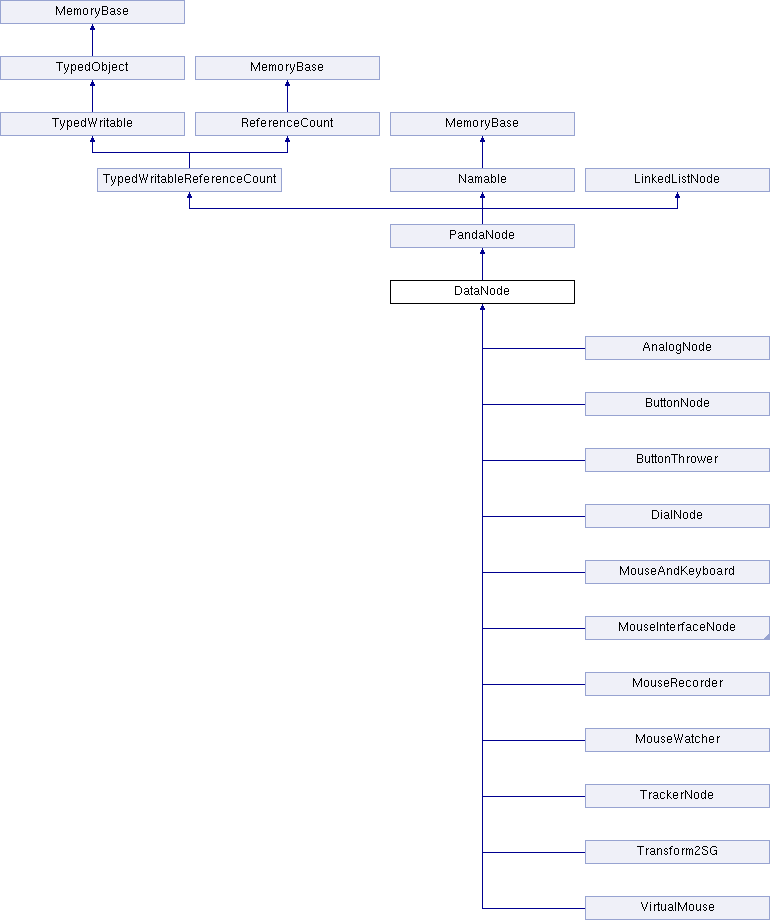 MemoryBase
TypedObject
MemoryBase
TypedWritable
ReferenceCount
MemoryBase
TypedWritableReferenceCount
Namable
LinkedListNode
PandaNode
DataNode
AnalogNode
ButtonNode
ButtonThrower
DialNode
MouseAndKeyboard
MouseInterfaceNode
MouseRecorder
MouseWatcher
TrackerNode
Transform2SG
VirtualMouse